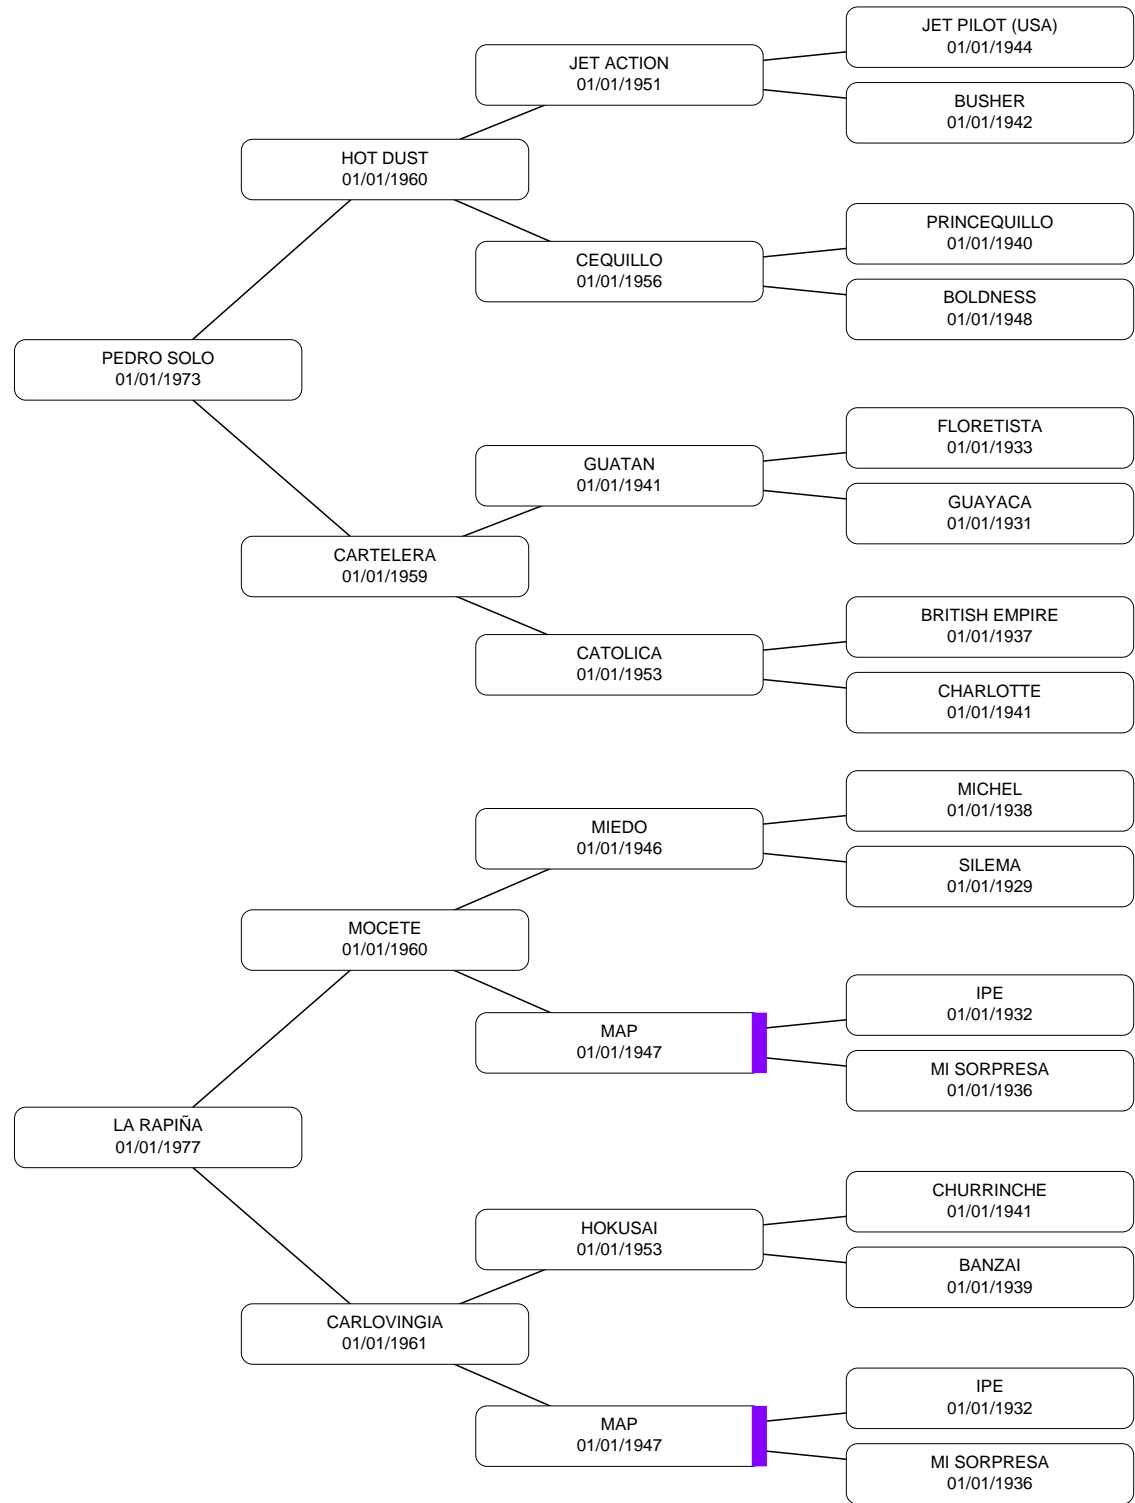 JET PILOT (USA)
01/01/1944
JET ACTION
01/01/1951
BUSHER
01/01/1942
HOT DUST
01/01/1960
PRINCEQUILLO
01/01/1940
CEQUILLO
01/01/1956
BOLDNESS
01/01/1948
PEDRO SOLO
01/01/1973
FLORETISTA
01/01/1933
GUATAN
01/01/1941
GUAYACA
01/01/1931
CARTELERA
01/01/1959
BRITISH EMPIRE
01/01/1937
CATOLICA
01/01/1953
CHARLOTTE
01/01/1941
MICHEL
01/01/1938
MIEDO
01/01/1946
SILEMA
01/01/1929
MOCETE
01/01/1960
IPE
01/01/1932
MAP
01/01/1947
MI SORPRESA
01/01/1936
LA RAPIÑA
01/01/1977
CHURRINCHE
01/01/1941
HOKUSAI
01/01/1953
BANZAI
01/01/1939
CARLOVINGIA
01/01/1961
IPE
01/01/1932
MAP
01/01/1947
MI SORPRESA
01/01/1936